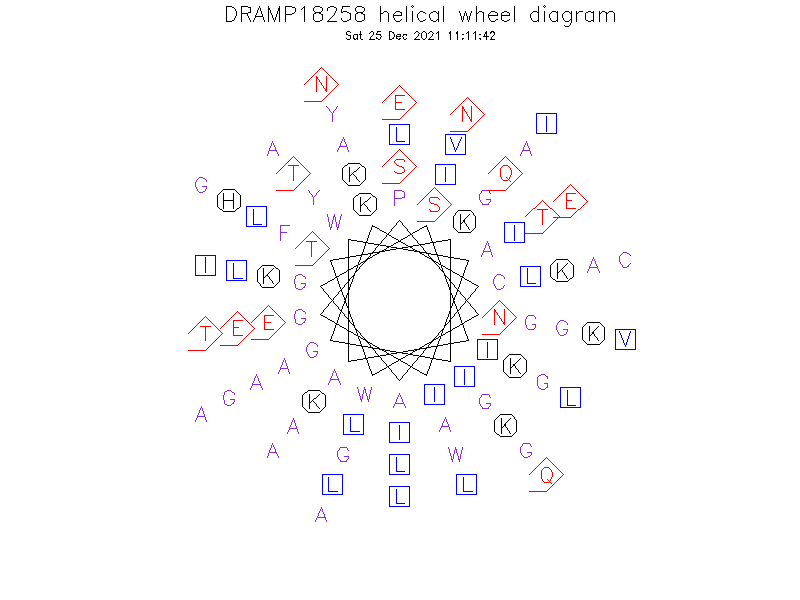 DRAMP18258 helical wheel diagram
Sat 25 Dec 2021 11:11:42
N
E
Y N
I
L
A V
A A
S
T K I Q
G
H Y K P G E
S
L T
W K
F I
T A
I L A C
K L K
G C
G N
E G
E G
T K V
G I
A K
A I
A G
G W I L
K A G
A
A L A K
I
A G W G
L
Q
L L
L
A